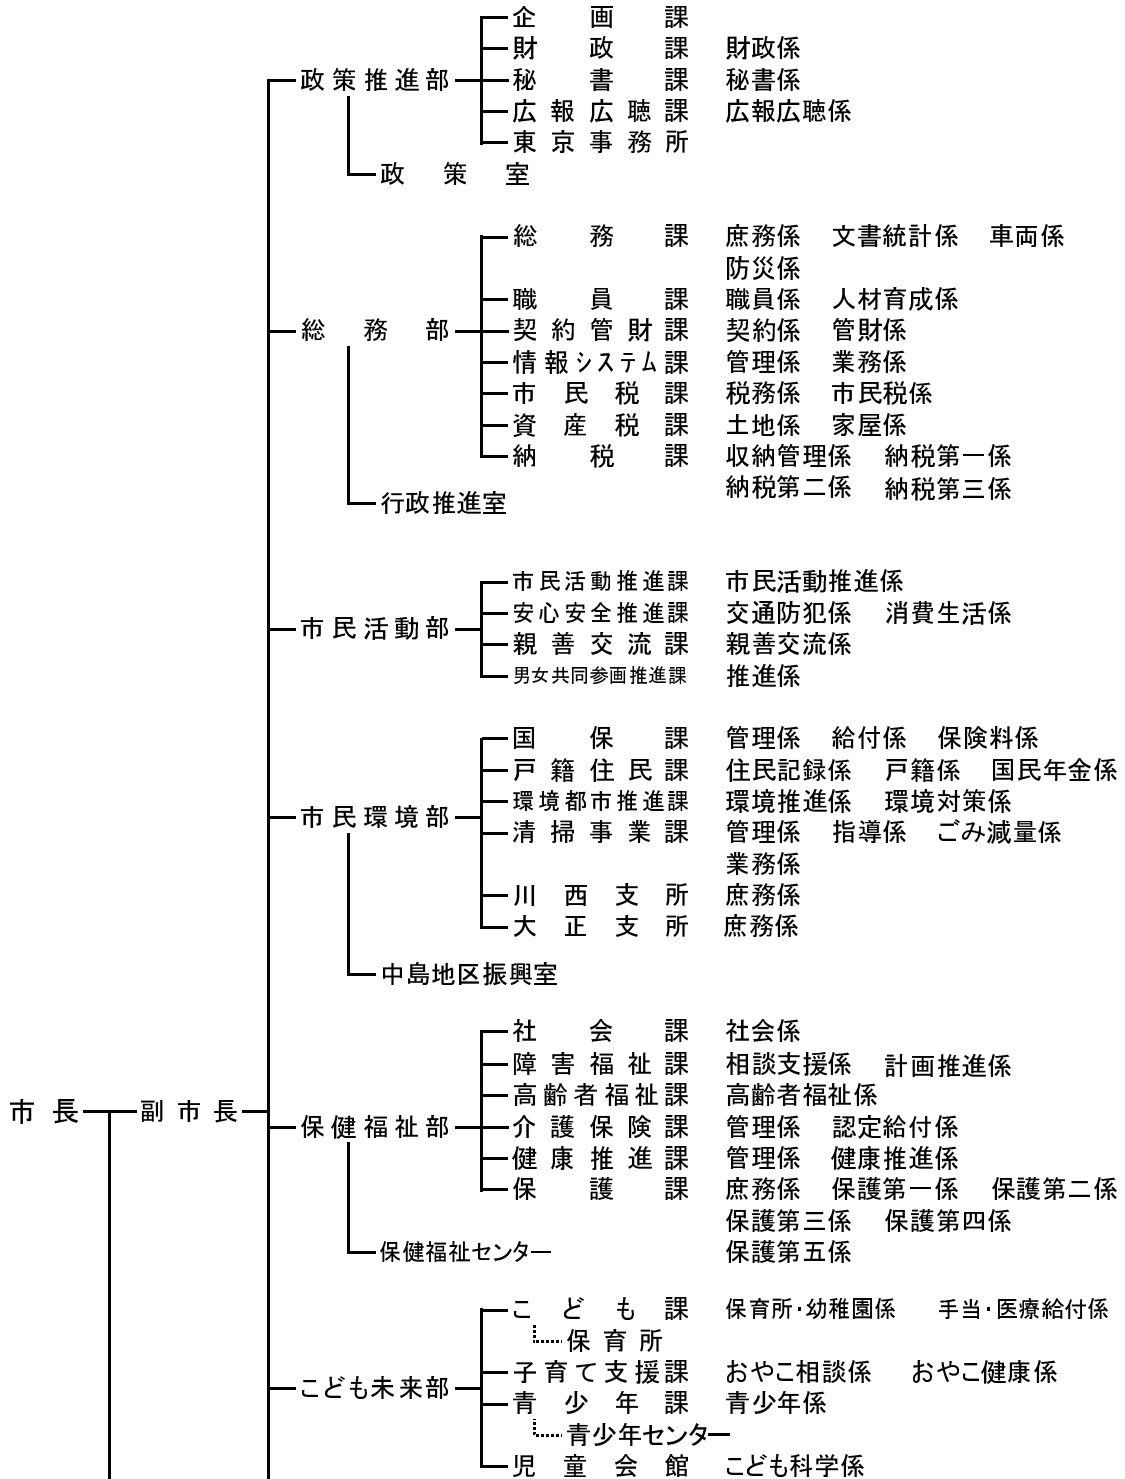 企画課
財政課 財政係
政策推進部 秘書課 秘書係
広報広聴課 広報広聴係
東京事務所
政策室
総務課 庶務係 文書統計係 車両係
防災係
職員課 職員係 人材育成係
総務部 契約管財課 契約係 管財係
情報システム課 管理係 業務係
市民税課 税務係 市民税係
資産税課 土地係 家屋係
納税課 収納管理係 納税第一係
納税第二係 納税第三係
行政推進室
市民活動推進課 市民活動推進係
安心安全推進課 交通防犯係 消費生活係
市民活動部 親善交流課 親善交流係
男女共同参画推進課 推進係
国保課 管理係 給付係 保険料係
戸籍住民課 住民記録係 戸籍係 国民年金係
環境都市推進課 環境推進係 環境対策係
市民環境部 清掃事業課 管理係 指導係 ごみ減量係
業務係
川西支所 庶務係
大正支所 庶務係
中島地区振興室
社会課 社会係
障害福祉課 相談支援係 計画推進係
高齢者福祉課 高齢者福祉係
市長 副市長 保健福祉部 介護保険課 管理係 認定給付係
健康推進課 管理係 健康推進係
保護課 庶務係 保護第一係 保護第二係
保護第三係 保護第四係
保健福祉センター 保護第五係
こども課 保育所・幼稚園係 手当・医療給付係
保育所
子育て支援課 おやこ相談係 おやこ健康係
こども未来部 青少年課 青少年係
青少年センター
児童会館 こども科学係